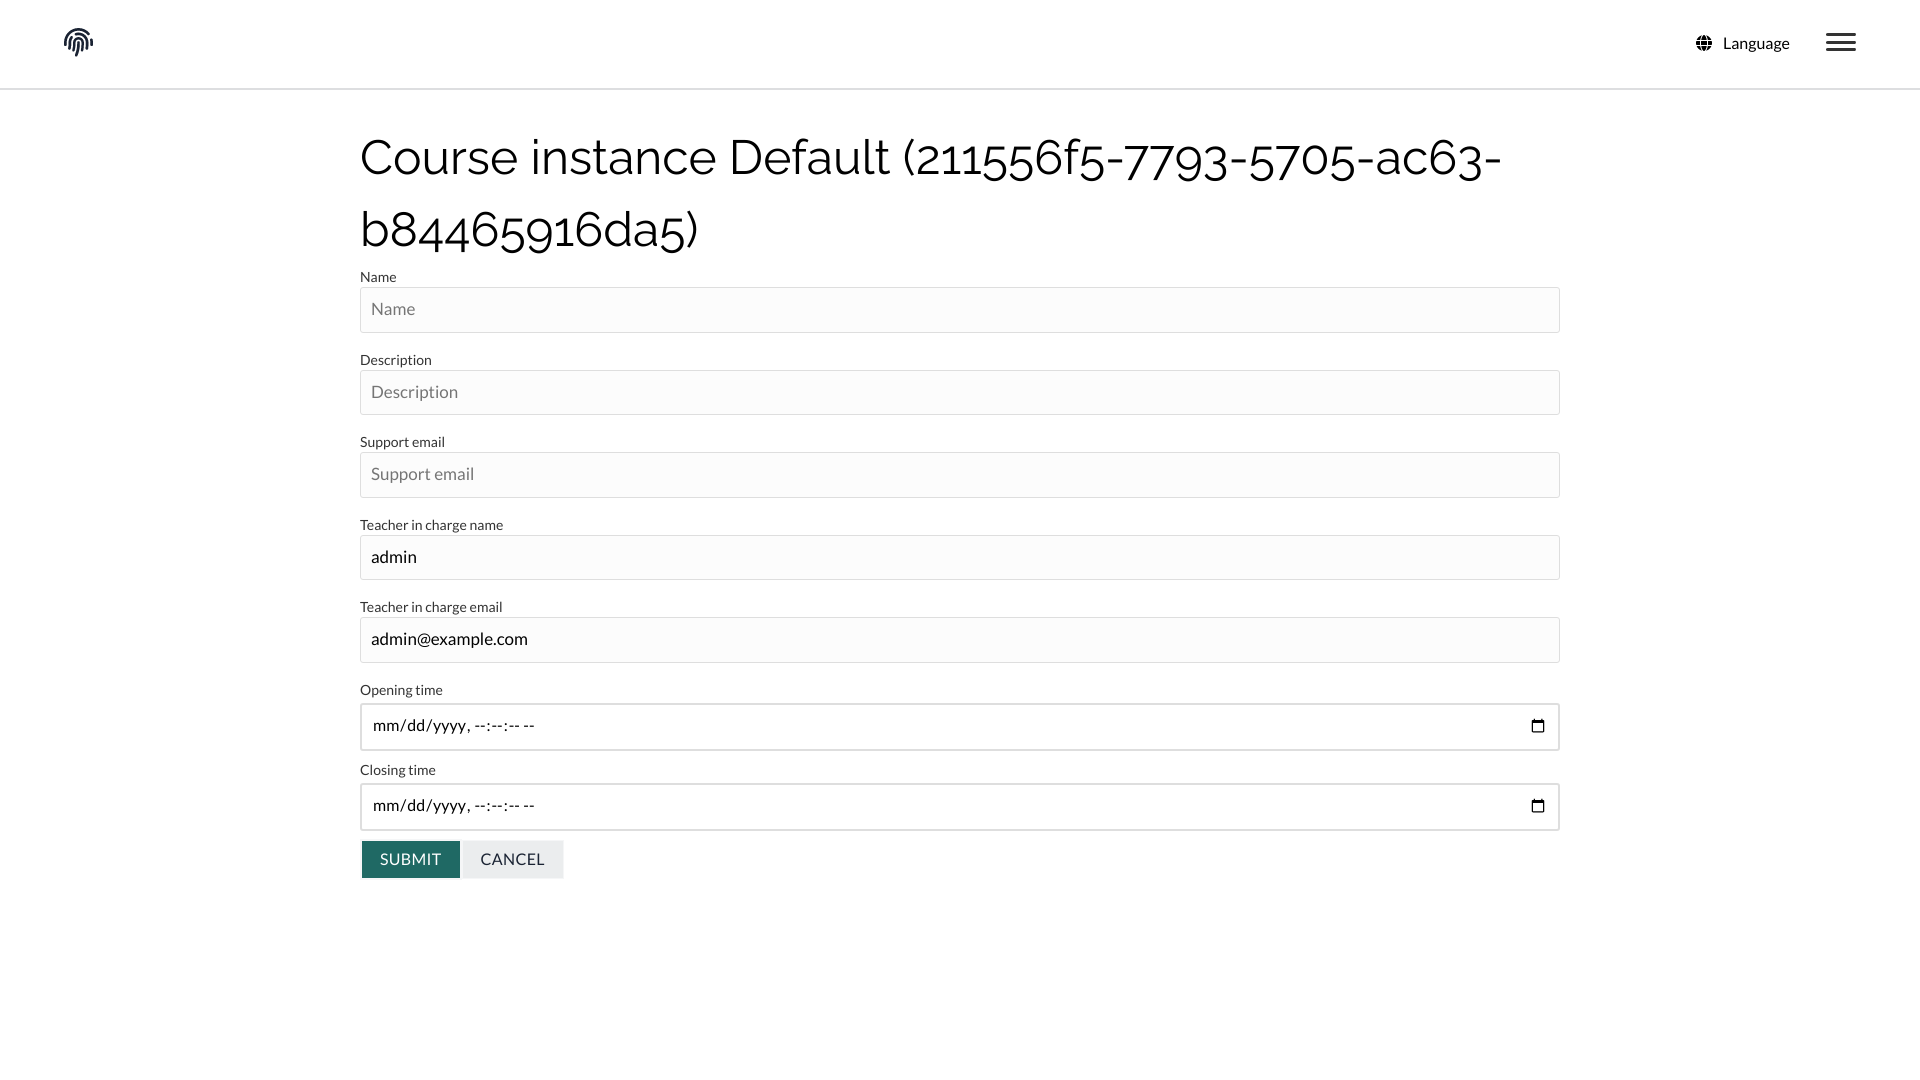 Language
Course instance Default (211556f5-7793-5705-ac63-
b84465916da5)
Name
Name
Description
Description
Support email
Support email
Teacher in charge name
admin
Teacher in charge email
admin@example.com
Opening time
mm/dd/yyyy, --:--:-- --
Closing time
mm/dd/yyyy, --:--:-- --
SUBMIT CANCEL